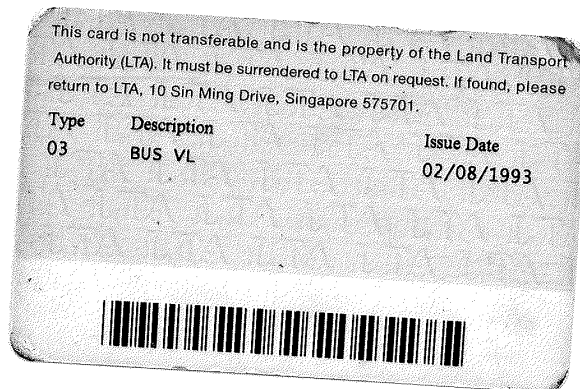 This card is not transferable and is the property of the Land Transport
Authority (LTA). It must be surrendered to LTA on request. If found, please
return to LTA, 10 Sin Ming Drive, Singapore 575701.
Type Description Issue Date
03 BUS VL 02/08/1993